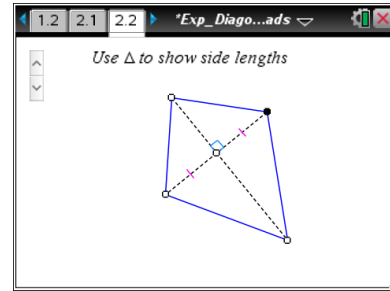 1.2 2.1 2.2 *Exp_Diago...ads
Use Δ to show side lengths